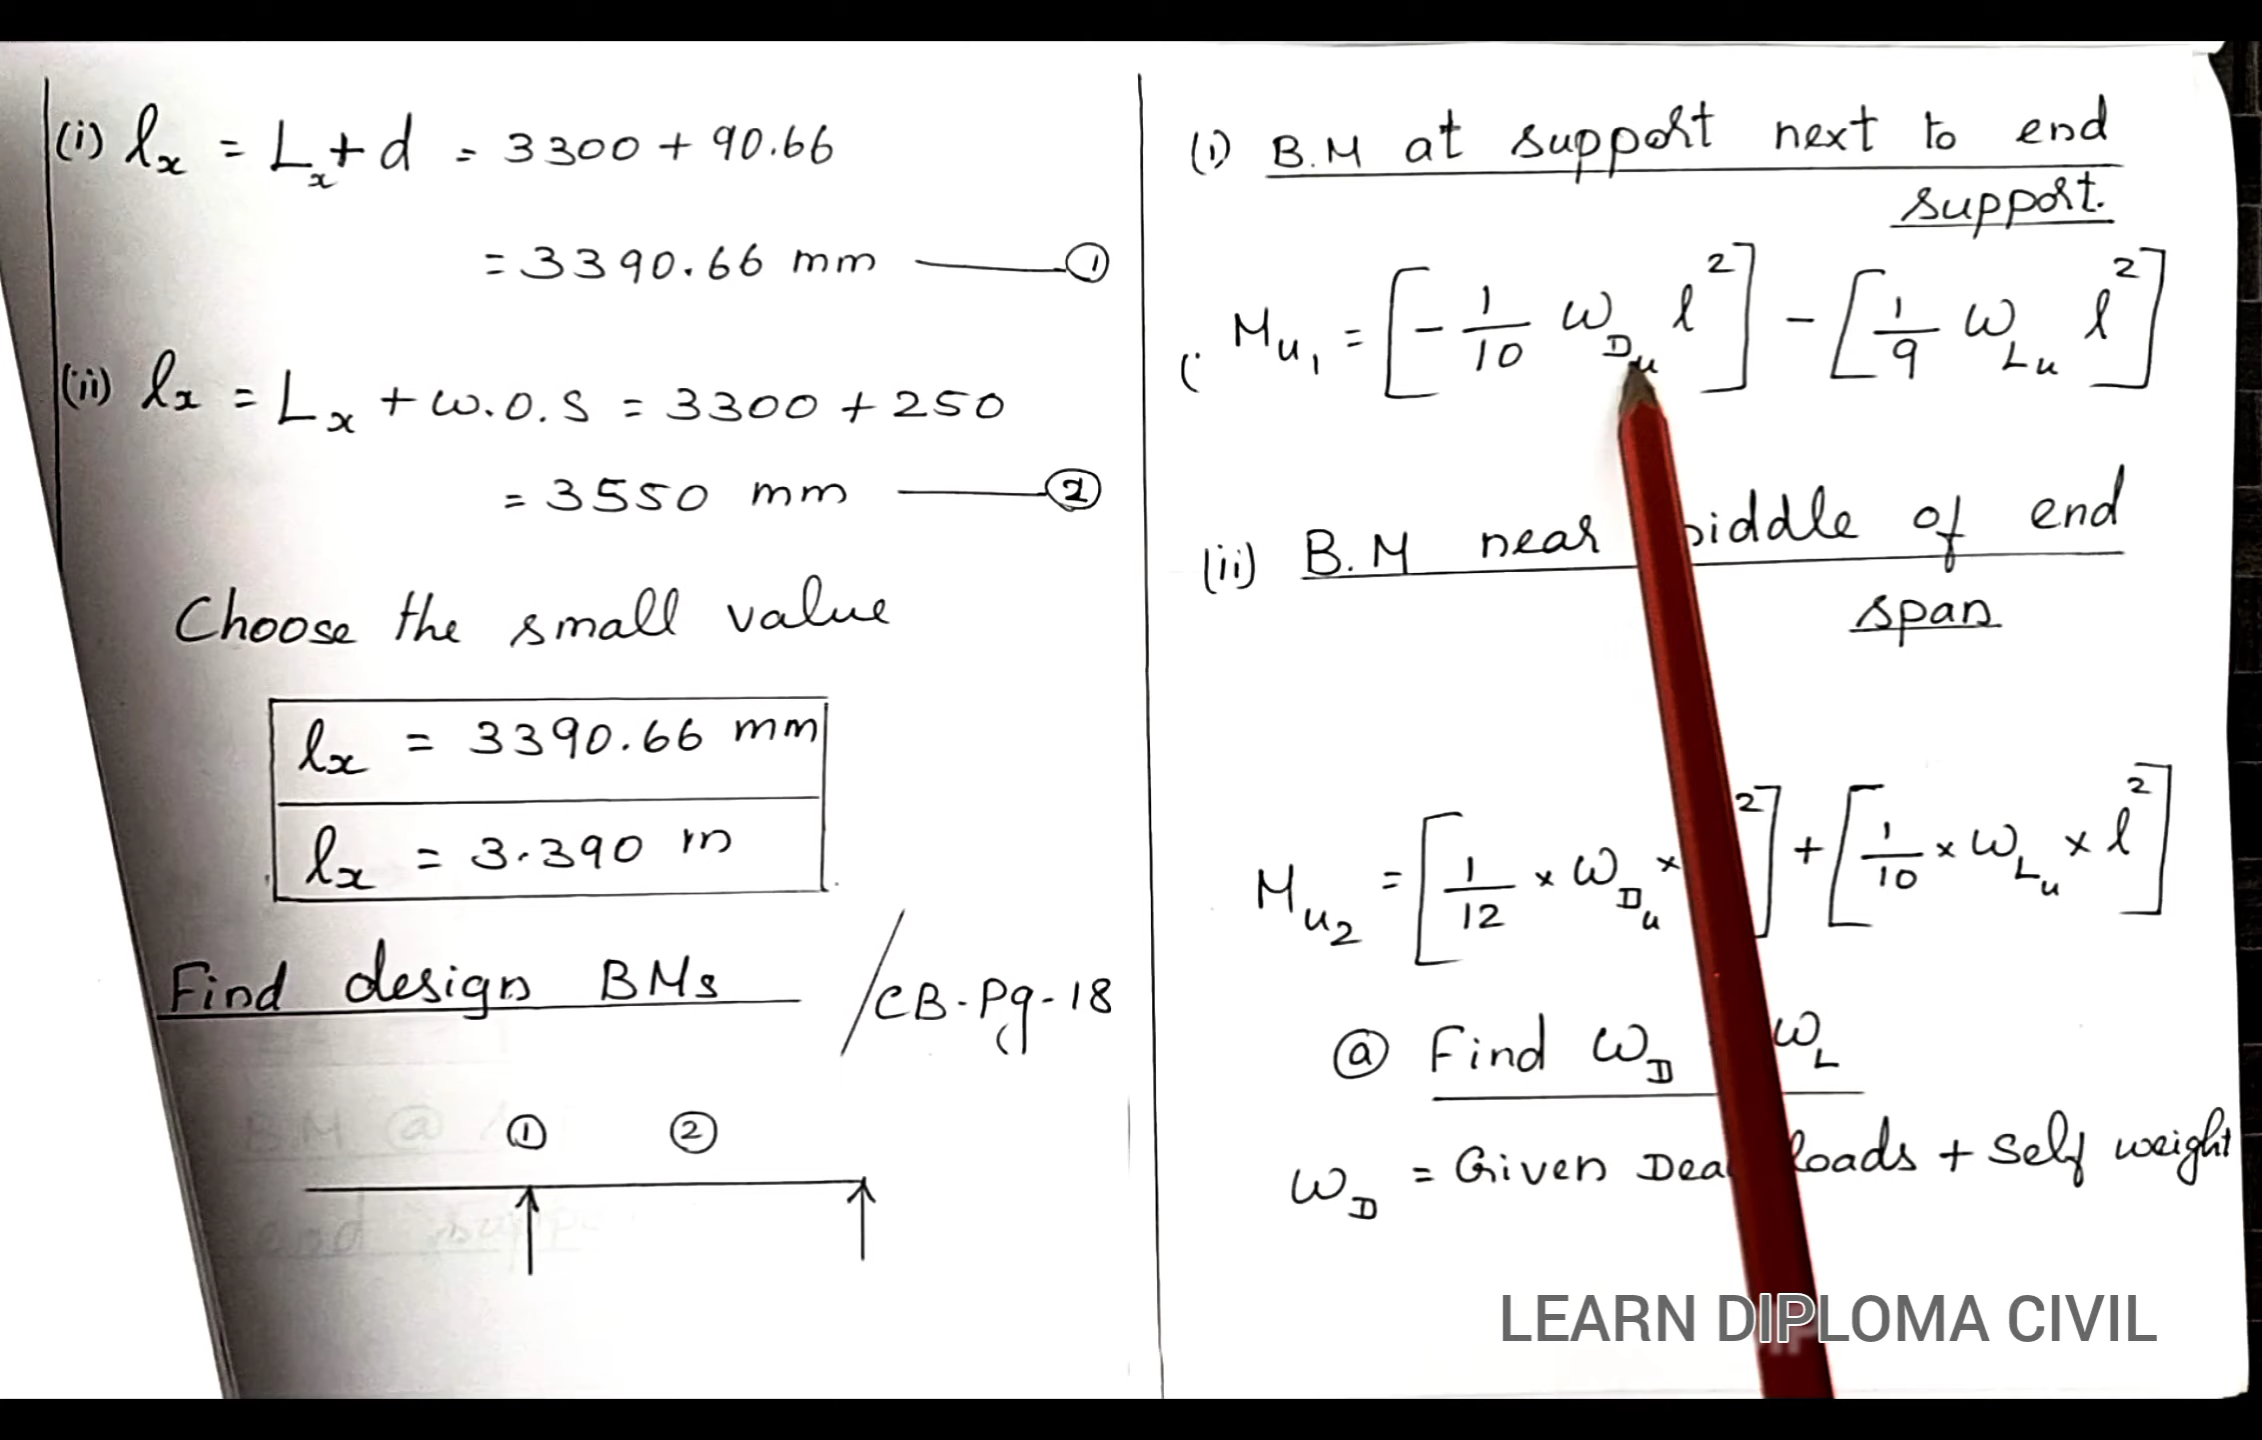 (i) lx = Lx + d = 3300 + 90.66
= 3390.66 mm ——— ①
(ii) lx = Lx + W.O.S = 3300 + 250
= 3550 mm ——— ②
Choose the small value
lx = 3390.66 mm
lx = 3.390 m
Find design BMs / CB-Pg-18
① ②
(i) B.M at support next to end
support.
Mu1 = [-1/10 WDu l²] - [1/9 WLu l²]
(ii) B.M near middle of end
span
Mu2 = [1/12 × WDu × ²] + [1/10 × WLu × l²]
ⓐ Find WD WL
WD = Given Dead loads + Self weight
LEARN DIPLOMA CIVIL